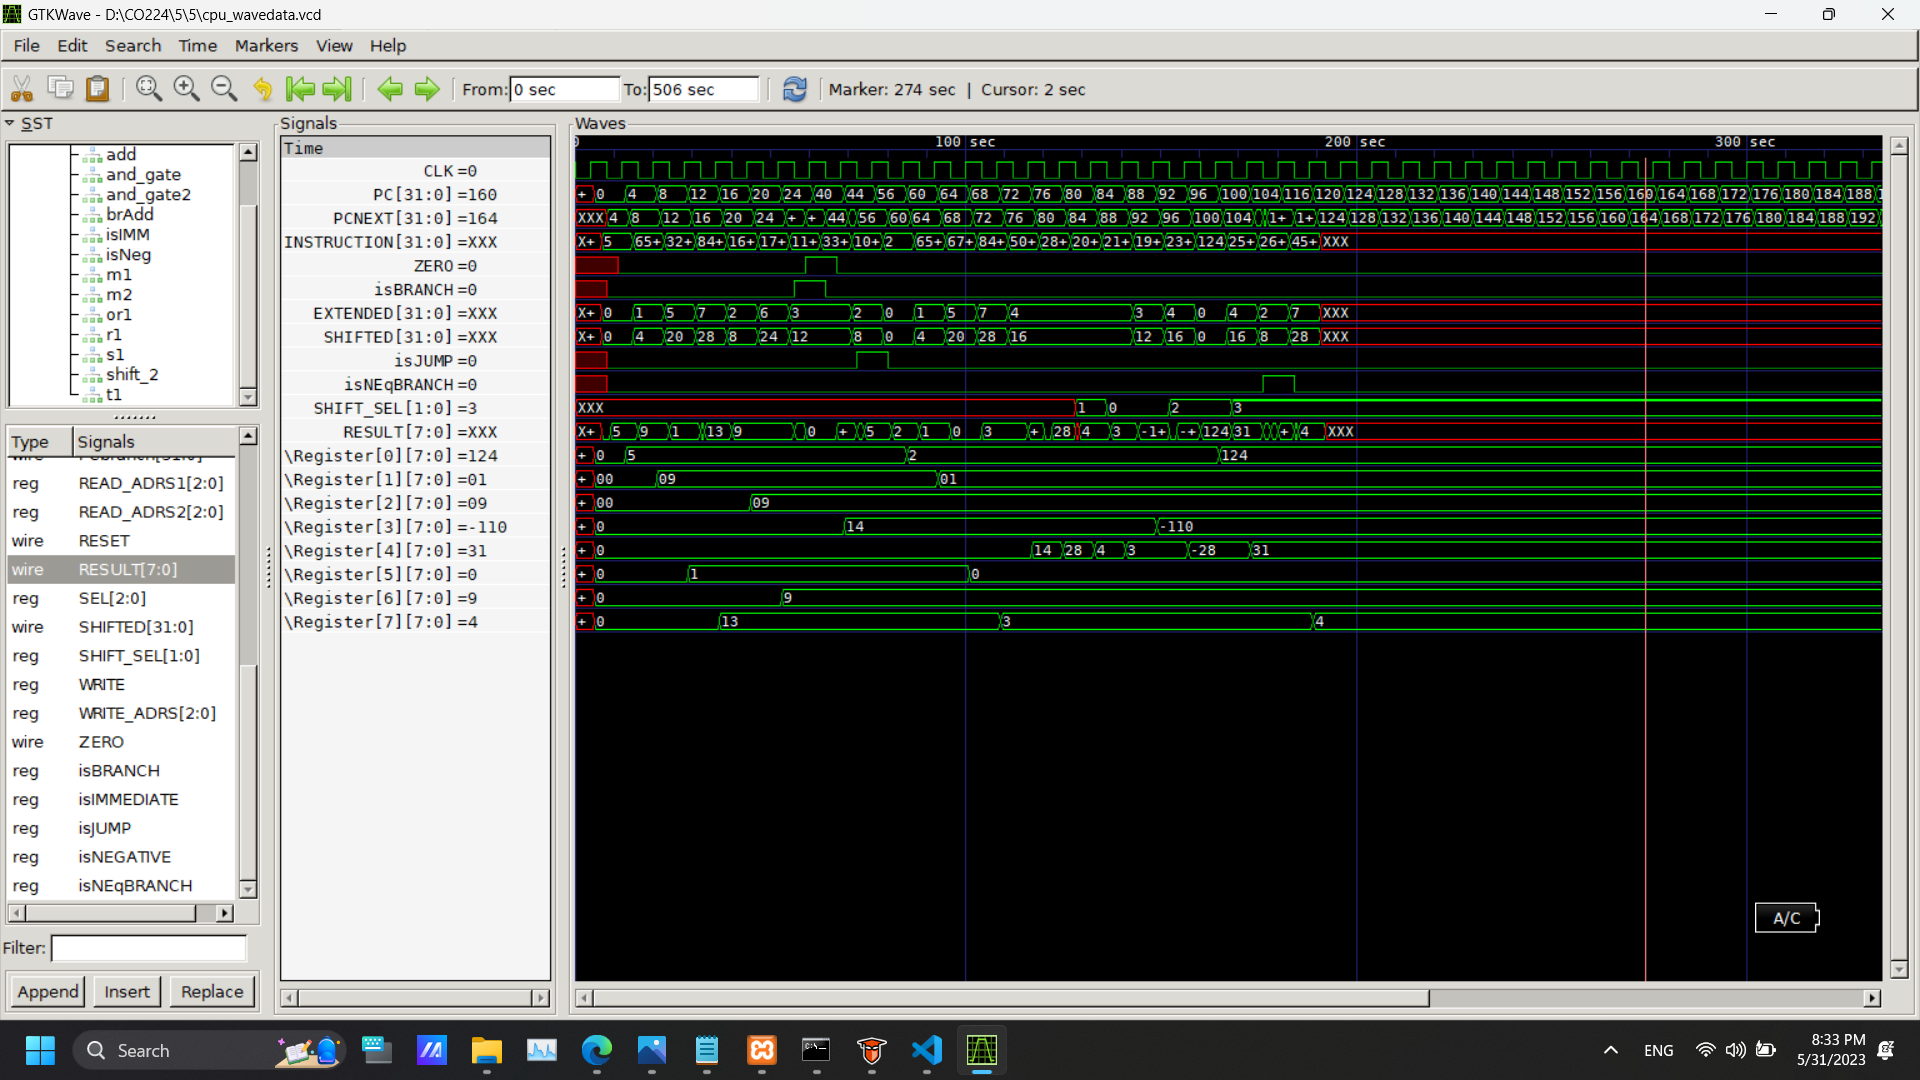 GTKWave - D:\CO224\5\5\cpu_wavedata.vcd
File Edit Search Time Markers View Help
From: 0 sec To: 506 sec Marker: 274 sec | Cursor: 2 sec
SST
add
and_gate
and_gate2
brAdd
isIMM
isNeg
m1
m2
or1
r1
s1
shift_2
t1
Type Signals
reg READ_ADRS1[2:0]
reg READ_ADRS2[2:0]
wire RESET
wire RESULT[7:0]
reg SEL[2:0]
wire SHIFTED[31:0]
reg SHIFT_SEL[1:0]
reg WRITE
reg WRITE_ADRS[2:0]
wire ZERO
reg isBRANCH
reg isIMMEDIATE
reg isJUMP
reg isNEGATIVE
reg isNEqBRANCH
Filter:
Append Insert Replace
Signals
Time
CLK =0
PC[31:0] =160
PCNEXT[31:0] =164
INSTRUCTION[31:0] =XXX
ZERO =0
isBRANCH =0
EXTENDED[31:0] =XXX
SHIFTED[31:0] =XXX
isJUMP =0
isNEqBRANCH =0
SHIFT_SEL[1:0] =3
RESULT[7:0] =XXX
\Register[0][7:0] =124
\Register[1][7:0] =01
\Register[2][7:0] =09
\Register[3][7:0] =-110
\Register[4][7:0] =31
\Register[5][7:0] =0
\Register[6][7:0] =9
\Register[7][7:0] =4
Waves
100 sec 200 sec 300 sec
+ 0 4 8 12 16 20 24 40 44 56 60 64 68 72 76 80 84 88 92 96 100 104 116 120 124 128 132 136 140 144 148 152 156 160 164 168 172 176 180 184 188
XXX 4 8 12 16 20 24 + + 44 56 60 64 68 72 76 80 84 88 92 96 100 104 1+ 1+ 124 128 132 136 140 144 148 152 156 160 164 168 172 176 180 184 188 192
X+ 5 65+ 32+ 84+ 16+ 17+ 11+ 33+ 10+ 2 65+ 67+ 84+ 50+ 28+ 20+ 21+ 19+ 23+ 124 25+ 26+ 45+ XXX
X+ 0 1 5 7 2 6 3 2 0 1 5 7 4 3 4 0 4 2 7 XXX
X+ 0 4 20 28 8 24 12 8 0 4 20 28 16 12 16 0 16 8 28 XXX
XXX 1 0 2 3
X+ 5 9 1 13 9 0 + 5 2 1 0 3 + 28 4 3 -1+ -+ 124 31 + 4 XXX
+ 0 5 2 124
+ 00 09 01
+ 00 09
+ 0 14 -110
+ 0 14 28 4 3 -28 31
+ 0 1 0
+ 0 9
+ 0 13 3 4
A/C
Search
ENG
8:33 PM
5/31/2023